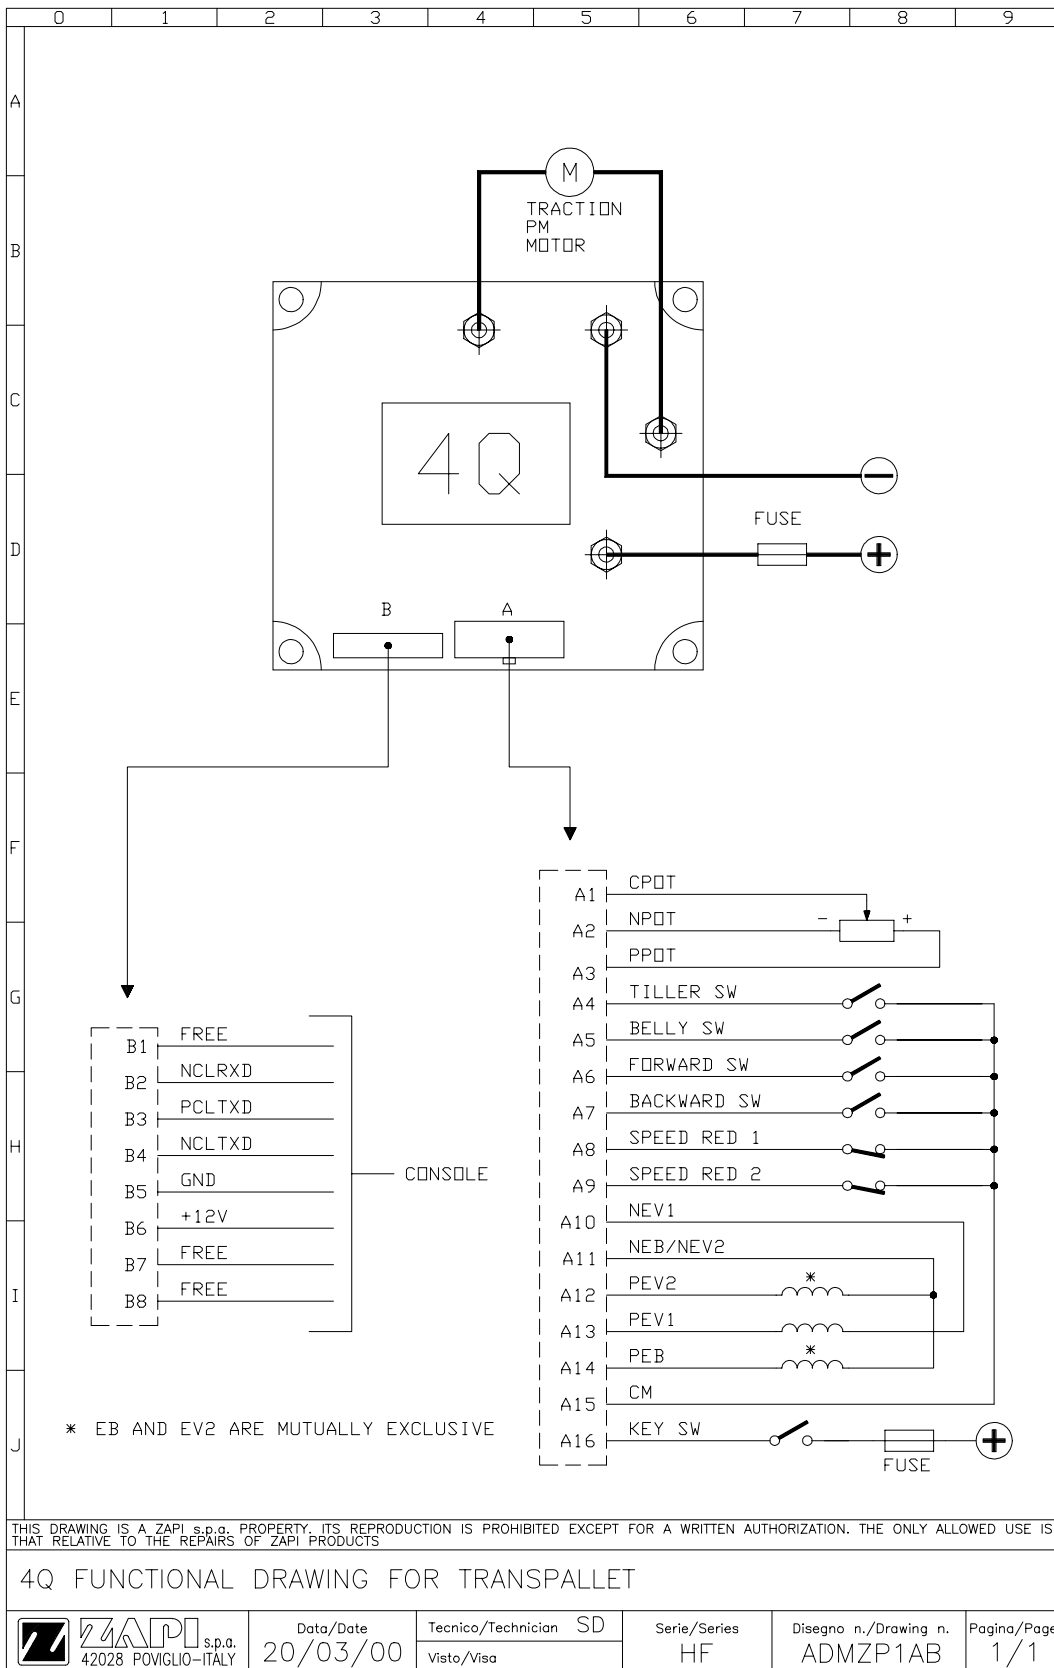 0 1 2 3 4 5 6 7 8 9
A
B
C
D
E
F
G
H
I
J
M
TRACTION
PM
MOTOR
4Q
FUSE
B A
A1 CPOT
A2 NPOT - +
A3 PPOT
A4 TILLER SW
A5 BELLY SW
A6 FORWARD SW
A7 BACKWARD SW
A8 SPEED RED 1
A9 SPEED RED 2
A10 NEV1
A11 NEB/NEV2
A12 PEV2 *
A13 PEV1
A14 PEB *
A15 CM
A16 KEY SW
FUSE
B1 FREE
B2 NCLRXD
B3 PCLTXD
B4 NCLTXD
B5 GND
B6 +12V
B7 FREE
B8 FREE
CONSOLE
* EB AND EV2 ARE MUTUALLY EXCLUSIVE
THIS DRAWING IS A ZAPI s.p.a. PROPERTY. ITS REPRODUCTION IS PROHIBITED EXCEPT FOR A WRITTEN AUTHORIZATION. THE ONLY ALLOWED USE IS
THAT RELATIVE TO THE REPAIRS OF ZAPI PRODUCTS
4Q FUNCTIONAL DRAWING FOR TRANSPALLET
ZAPI s.p.a.
42028 POVIGLIO-ITALY
Data/Date
20/03/00
Tecnico/Technician SD
Visto/Visa
Serie/Series
HF
Disegno n./Drawing n.
ADMZP1AB
Pagina/Page
1/1